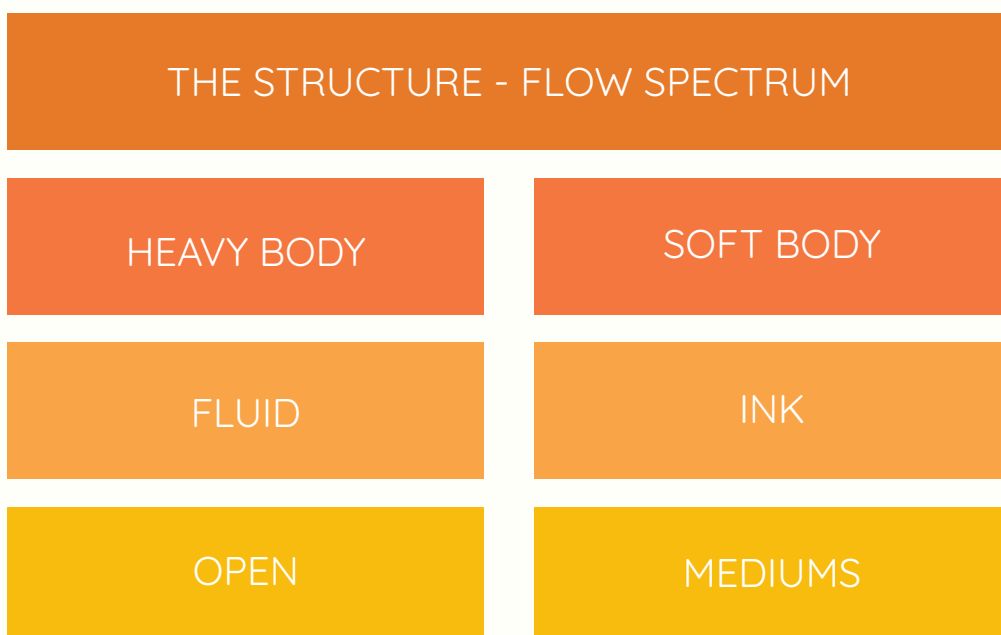 THE STRUCTURE - FLOW SPECTRUM
HEAVY BODY
SOFT BODY
FLUID
INK
OPEN
MEDIUMS